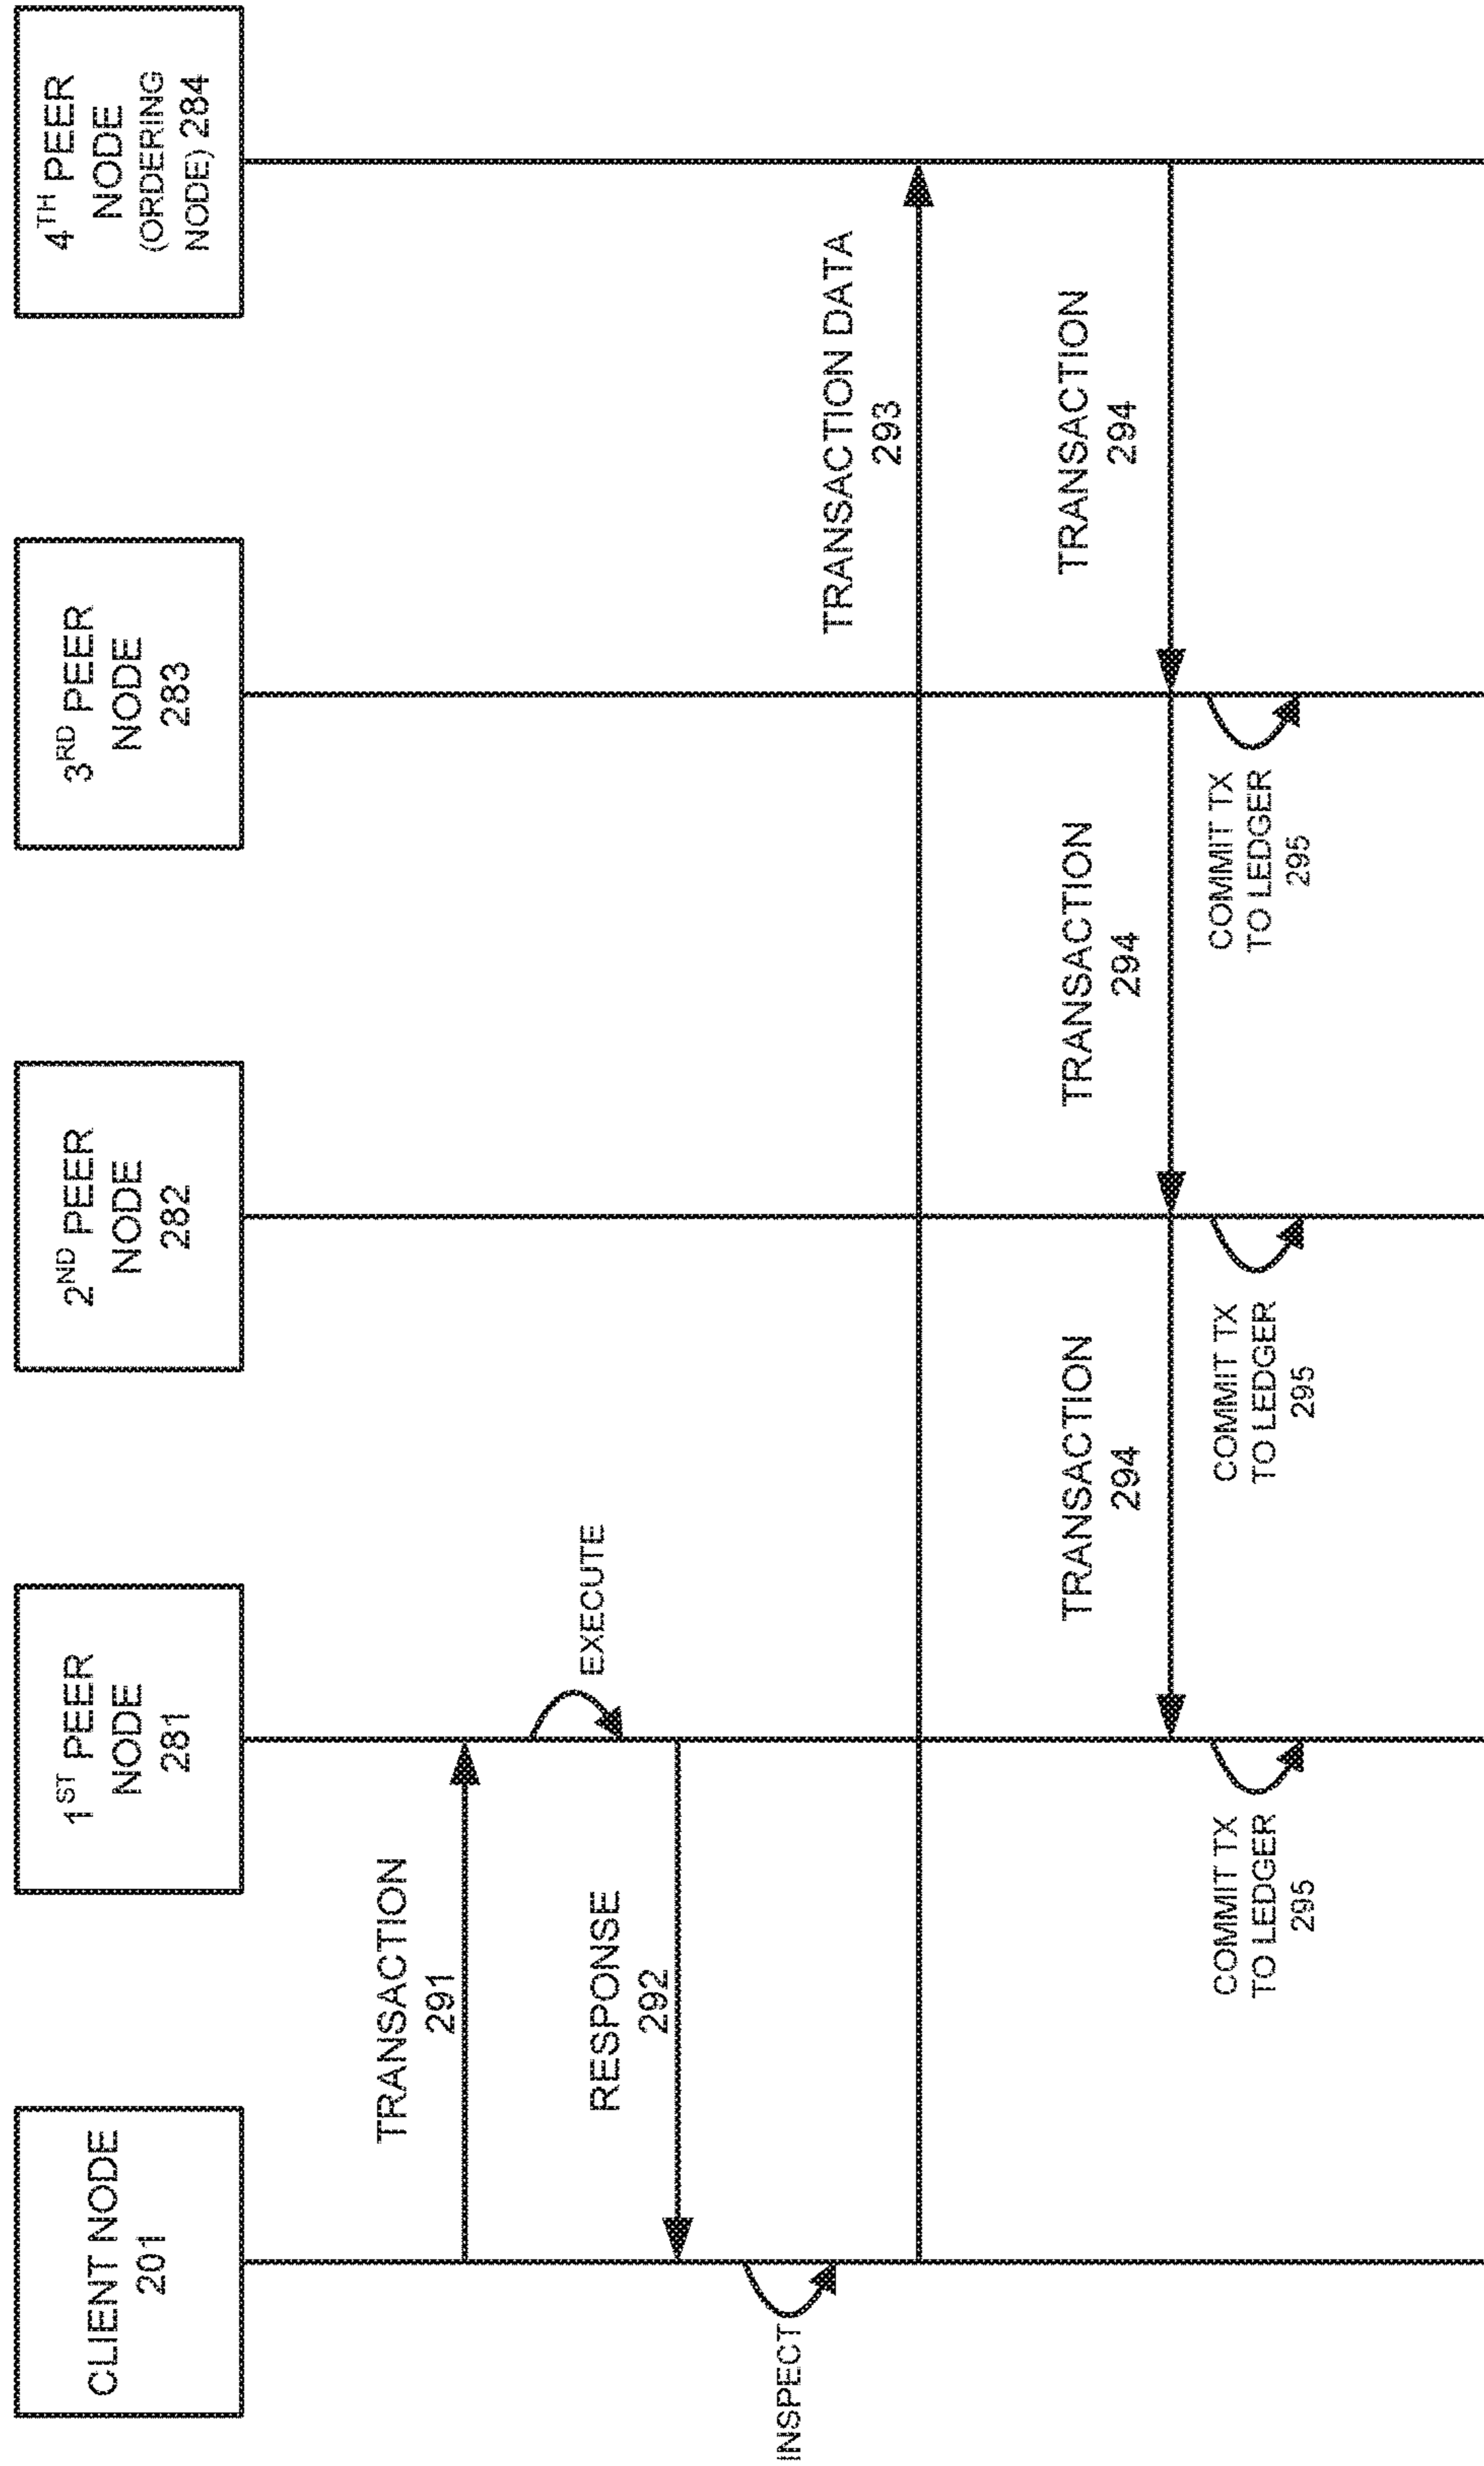 CLIENT NODE
201
1ST PEER
NODE
281
2ND PEER
NODE
282
3RD PEER
NODE
283
4TH PEER
NODE
(ORDERING
NODE) 284
TRANSACTION
291
EXECUTE
RESPONSE
292
INSPECT
TRANSACTION DATA
293
TRANSACTION
294
TRANSACTION
294
TRANSACTION
294
COMMIT TX
TO LEDGER
295
COMMIT TX
TO LEDGER
295
COMMIT TX
TO LEDGER
295